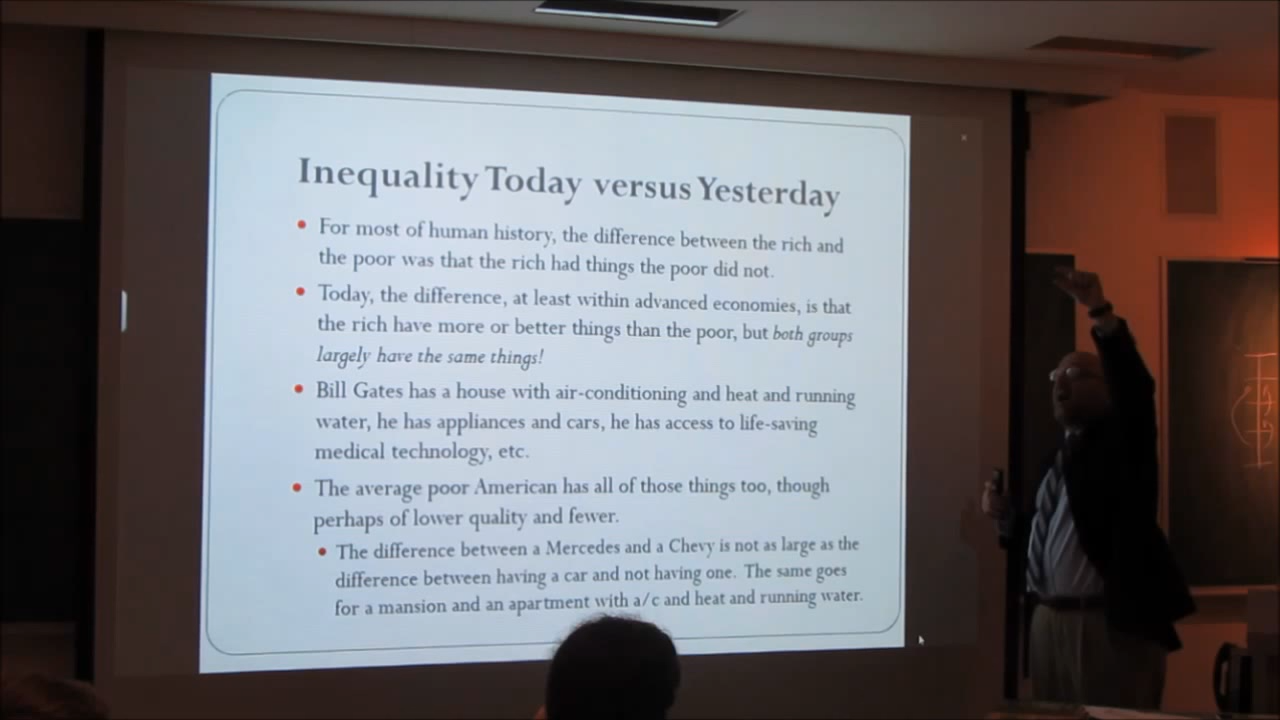 Inequality Today versus Yesterday
• For most of human history, the difference between the rich and
the poor was that the rich had things the poor did not.
• Today, the difference, at least within advanced economies, is that
the rich have more or better things than the poor, but both groups
largely have the same things!
• Bill Gates has a house with air-conditioning and heat and running
water, he has appliances and cars, he has access to life-saving
medical technology, etc.
• The average poor American has all of those things too, though
perhaps of lower quality and fewer.
• The difference between a Mercedes and a Chevy is not as large as the
difference between having a car and not having one. The same goes
for a mansion and an apartment with a/c and heat and running water.